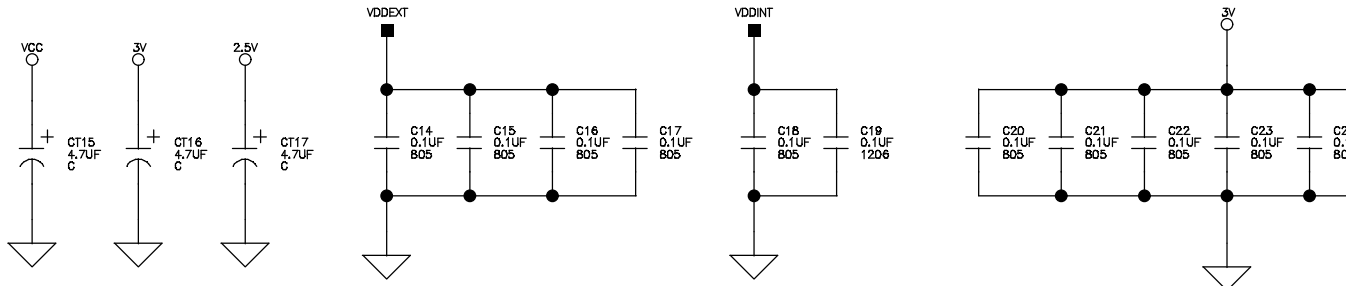 VCC
3V
2.5V
VDDEXT
VDDINT
3V
+
CT15
4.7UF
C
+
CT16
4.7UF
C
+
CT17
4.7UF
C
C14
0.1UF
805
C15
0.1UF
805
C16
0.1UF
805
C17
0.1UF
805
C18
0.1UF
805
C19
0.1UF
1206
C20
0.1UF
805
C21
0.1UF
805
C22
0.1UF
805
C23
0.1UF
805